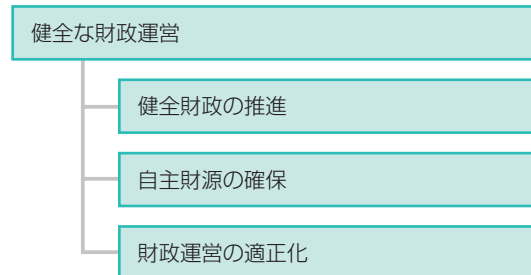 健全な財政運営
健全財政の推進
自主財源の確保
財政運営の適正化